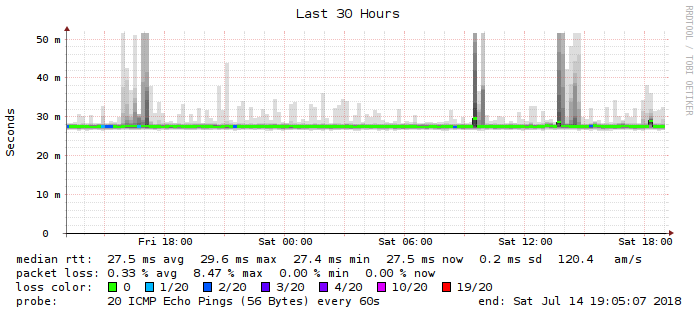 Last 30 Hours
RRDTOOL / TOBI OETIKER
Seconds
50 m
40 m
30 m
20 m
10 m
0
Fri 18:00 Sat 00:00 Sat 06:00 Sat 12:00 Sat 18:00
median rtt: 27.5 ms avg 29.6 ms max 27.4 ms min 27.5 ms now 0.2 ms sd 120.4 am/s
packet loss: 0.33 % avg 8.47 % max 0.00 % min 0.00 % now
loss color: 0 1/20 2/20 3/20 4/20 10/20 19/20
probe: 20 ICMP Echo Pings (56 Bytes) every 60s end: Sat Jul 14 19:05:07 2018